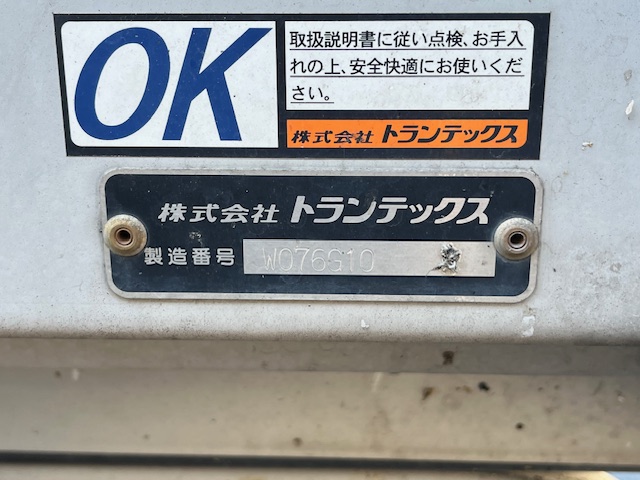 OK
取扱説明書に従い点検、お手入
れの上、安全快適にお使いくだ
さい。
株式会社 トランテックス
株式会社 トランテックス
製造番号 W076G10